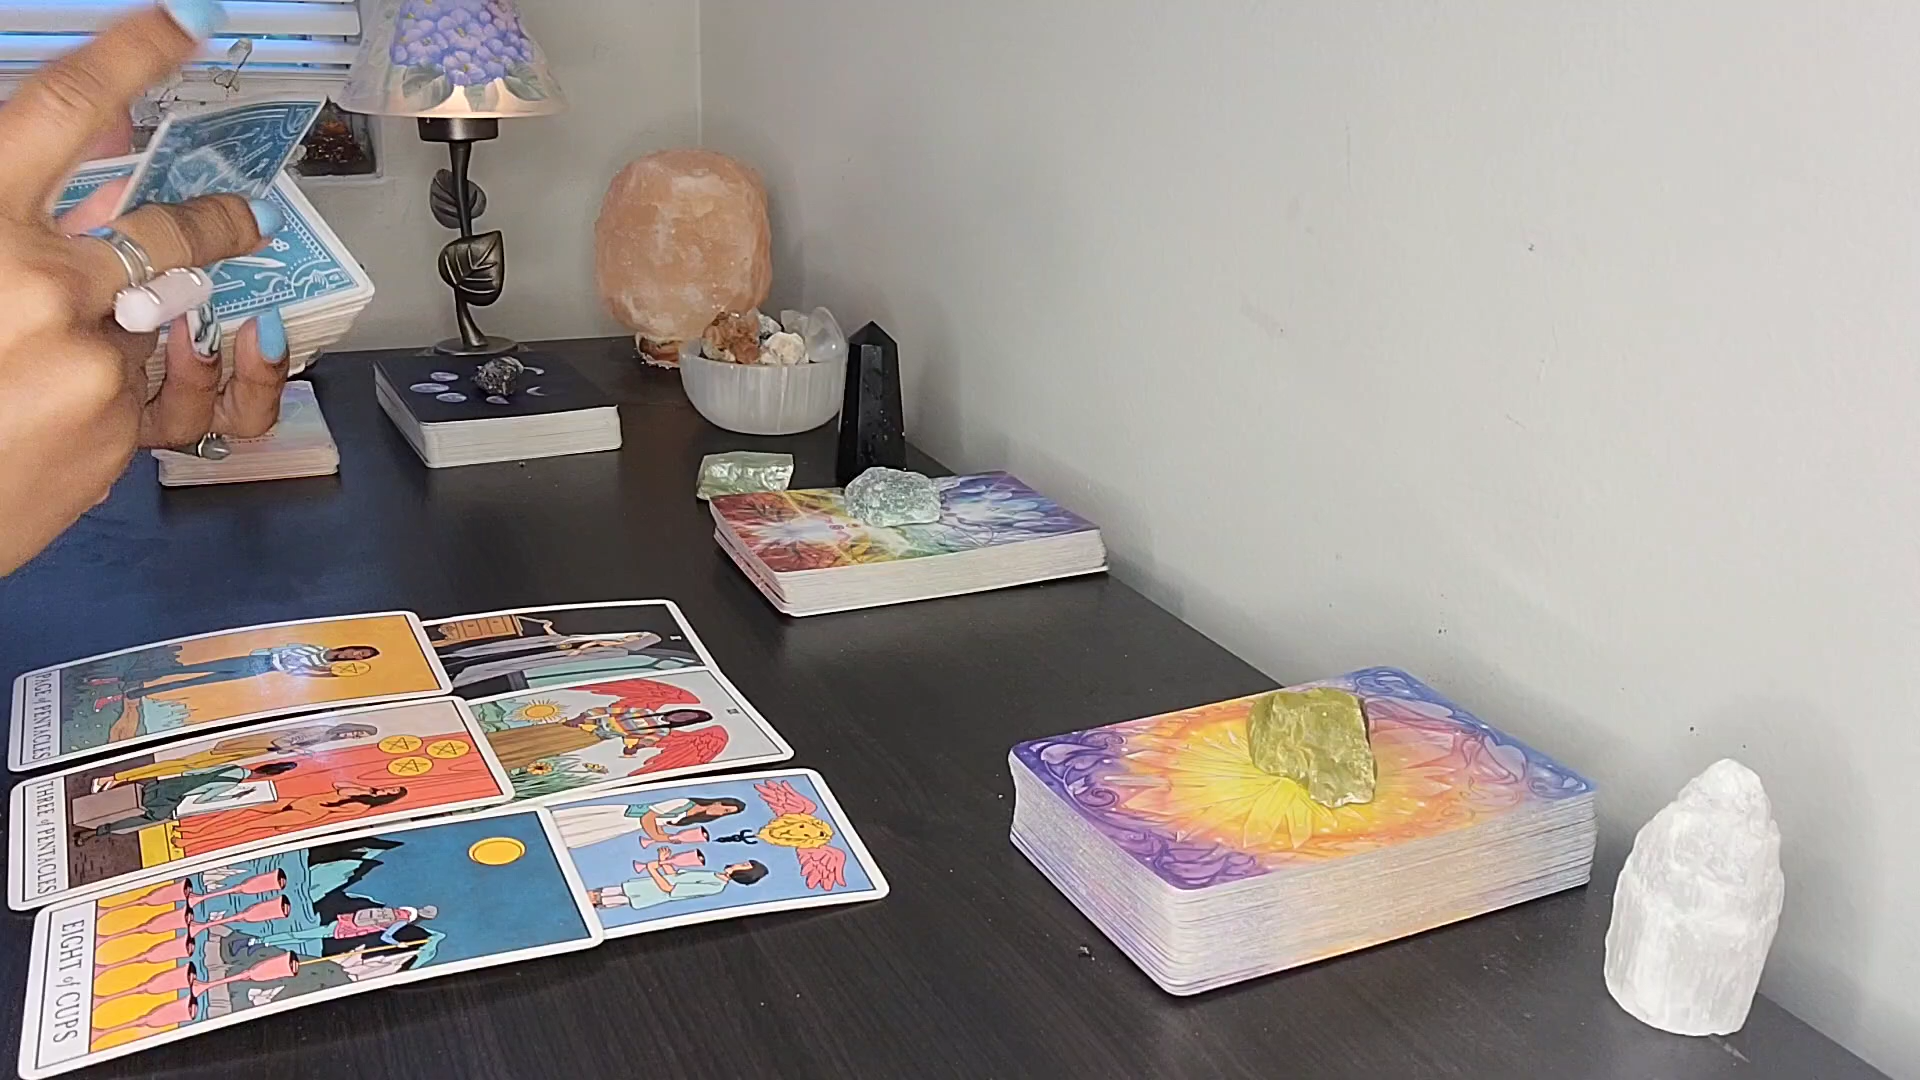 PAGE of PENTACLES
THREE of PENTACLES
EIGHT of CUPS